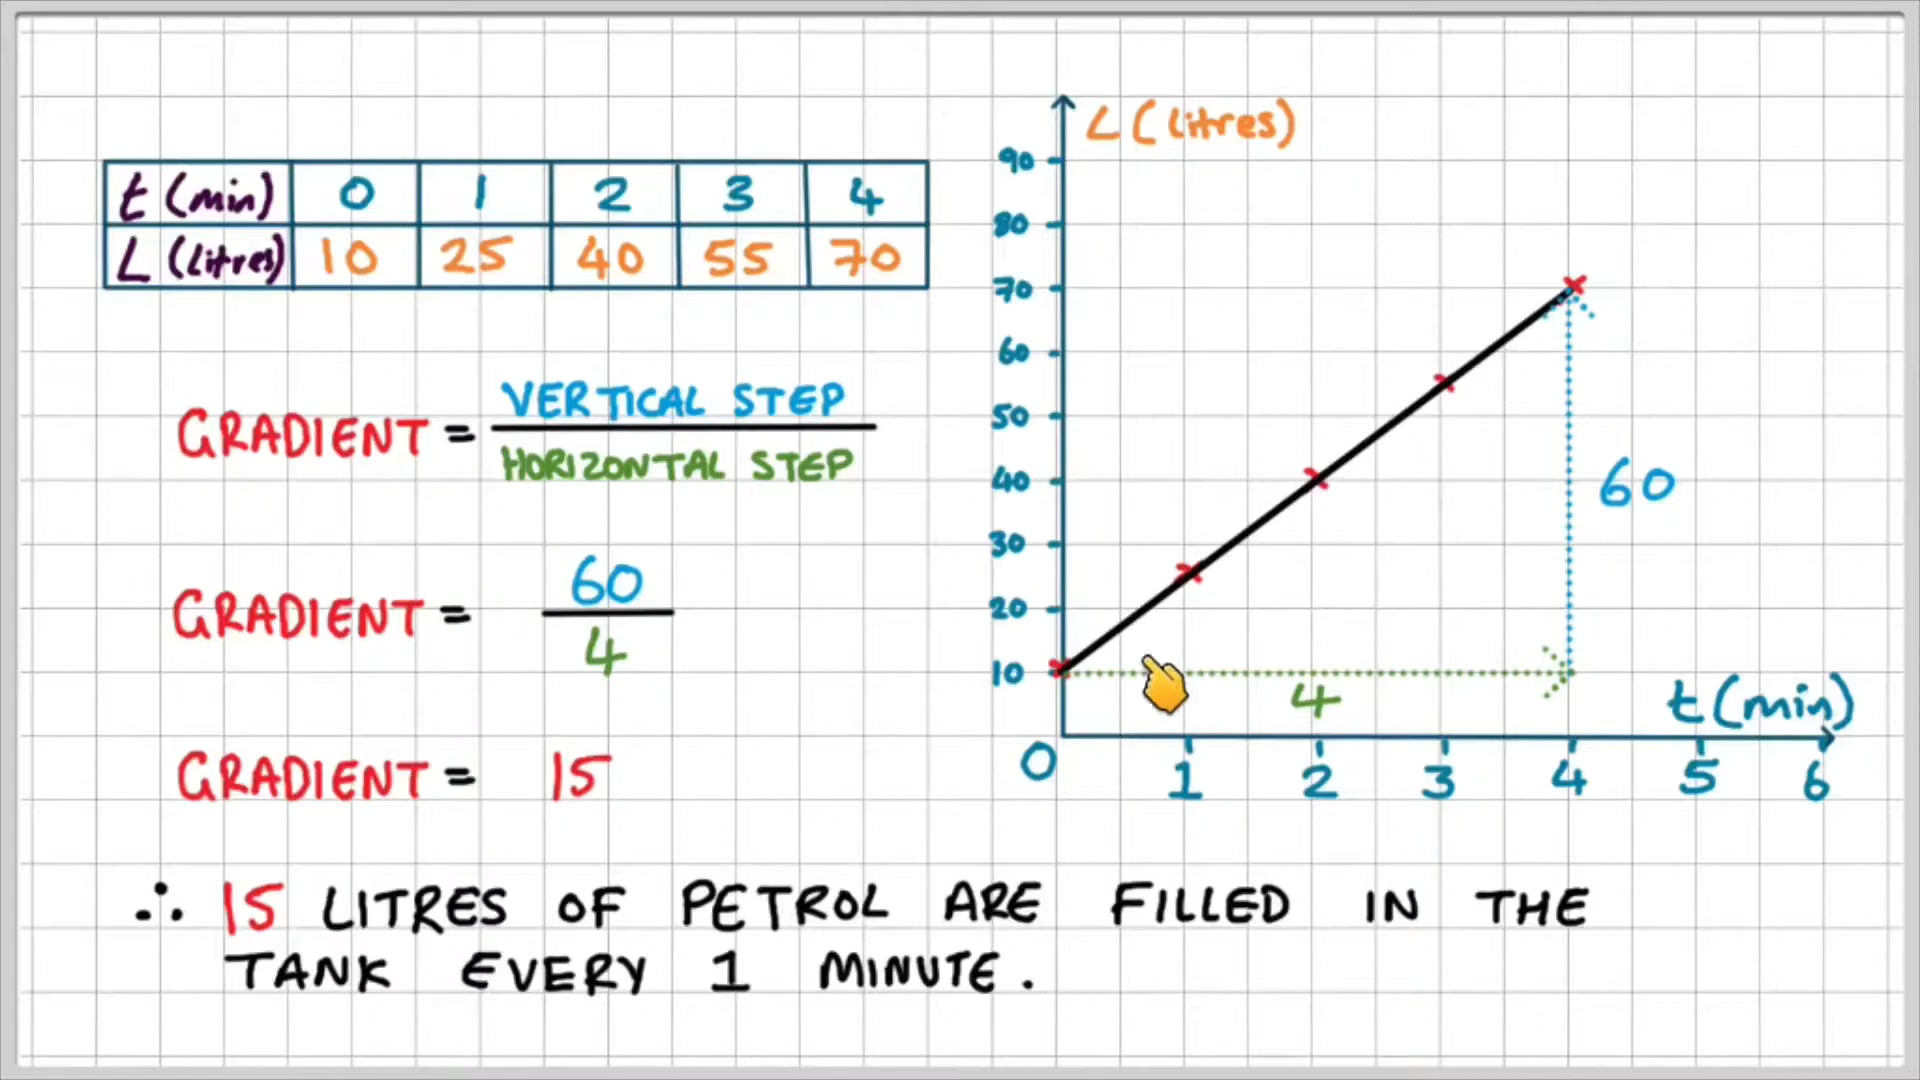 t (min) 0 1 2 3 4
L (Litres) 10 25 40 55 70
GRADIENT = VERTICAL STEP
HORIZONTAL STEP
GRADIENT = 60
4
GRADIENT = 15
L (litres)
90
80
70
60
50
40
30
20
10
60
4
t (min)
0 1 2 3 4 5 6
∴ 15 LITRES OF PETROL ARE FILLED IN THE
TANK EVERY 1 MINUTE.